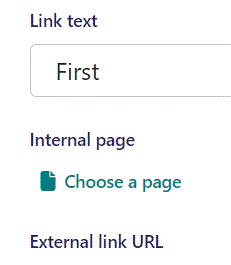 Link text
First
Internal page
Choose a page
External link URL